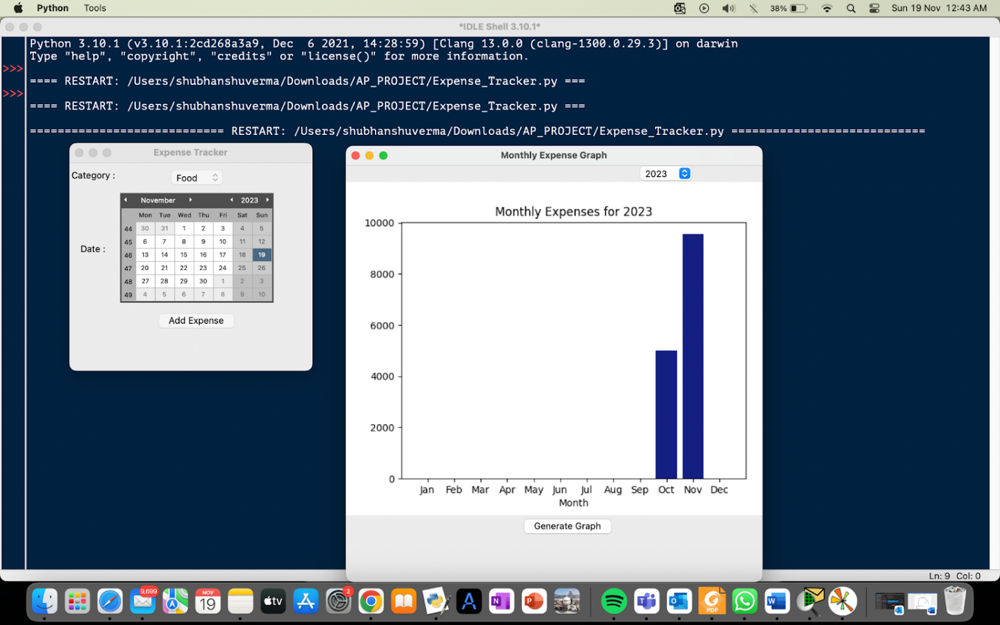 Python Tools 38% Sun 19 Nov 12:43 AM
*IDLE Shell 3.10.1*
Python 3.10.1 (v3.10.1:2cd268a3a9, Dec  6 2021, 14:28:59) [Clang 13.0.0 (clang-1300.0.29.3)] on darwin
Type "help", "copyright", "credits" or "license()" for more information.
>>>
==== RESTART: /Users/shubhanshuverma/Downloads/AP_PROJECT/Expense_Tracker.py ===
>>>
==== RESTART: /Users/shubhanshuverma/Downloads/AP_PROJECT/Expense_Tracker.py ===
============================ RESTART: /Users/shubhanshuverma/Downloads/AP_PROJECT/Expense_Tracker.py ============================
Expense Tracker
Category :
Food
November 2023
Mon Tue Wed Thu Fri Sat Sun
44 30 31 1 2 3 4 5
45 6 7 8 9 10 11 12
Date :
46 13 14 15 16 17 18 19
47 20 21 22 23 24 25 26
48 27 28 29 30 1 2 3
49 4 5 6 7 8 9 10
Add Expense
Monthly Expense Graph
2023
Monthly Expenses for 2023
10000
8000
6000
4000
2000
0
Jan Feb Mar Apr May Jun Jul Aug Sep Oct Nov Dec
Month
Generate Graph
Ln: 9 Col: 0
9,699
NOV
19
tv
2
A
N
P
T
O
PDF
W